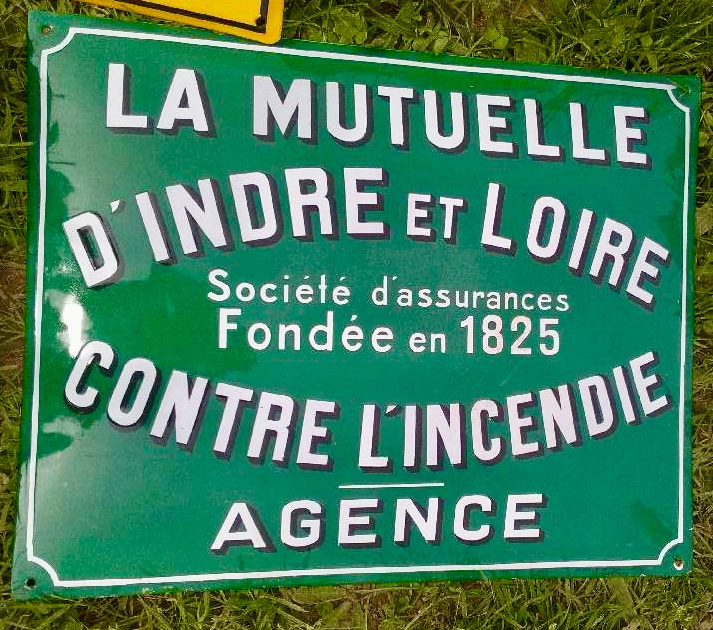 LA MUTUELLE
D'INDRE ET LOIRE
Société d'assurances
Fondée en 1825
CONTRE L'INCENDIE
AGENCE